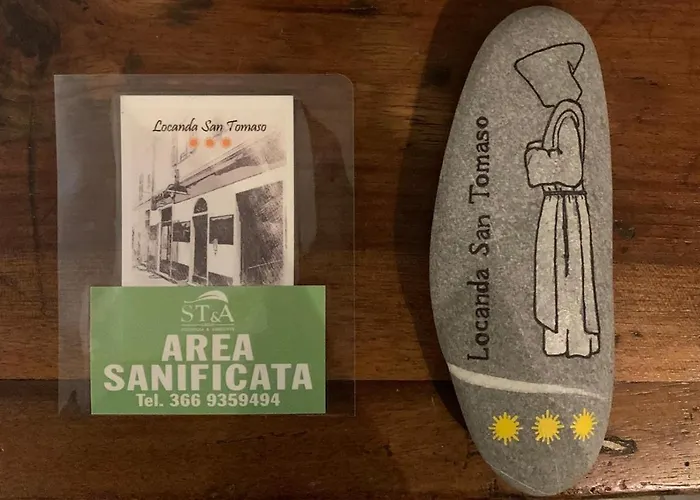 Locanda San Tomaso
ST&A
AREA
SANIFICATA
Tel. 366 9359494
Locanda San Tomaso